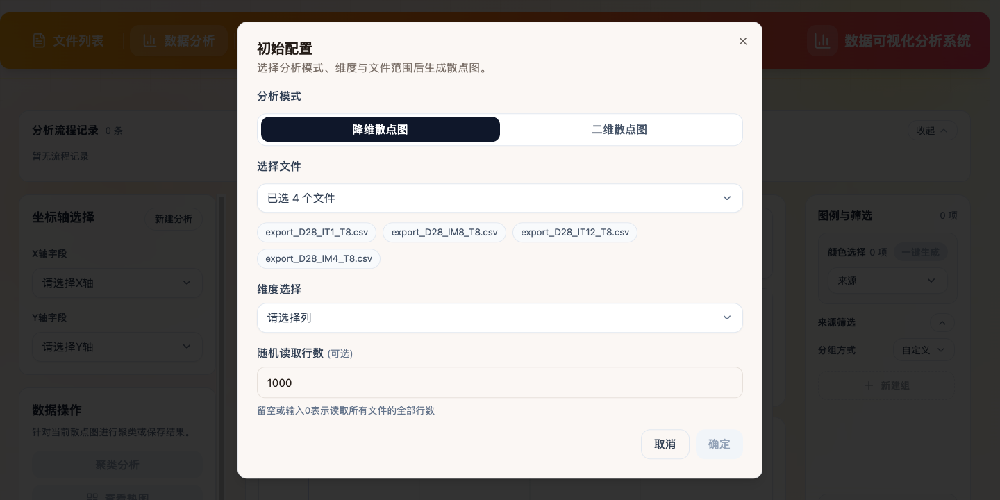 文件列表
数据分析
数据可视化分析系统
初始配置
选择分析模式、维度与文件范围后生成散点图。
分析模式
降维散点图
二维散点图
选择文件
已选 4 个文件
export_D28_IT1_T8.csv
export_D28_IM8_T8.csv
export_D28_IT12_T8.csv
export_D28_IM4_T8.csv
维度选择
请选择列
随机读取行数 (可选)
1000
留空或输入0表示读取所有文件的全部行数
取消
确定
分析流程记录 0 条
收起
暂无流程记录
坐标轴选择
新建分析
X轴字段
请选择X轴
Y轴字段
请选择Y轴
数据操作
针对当前散点图进行聚类或保存结果。
聚类分析
查看热图
图例与筛选
0 项
颜色选择 0 项
一键生成
来源
来源筛选
分组方式
自定义
新建组